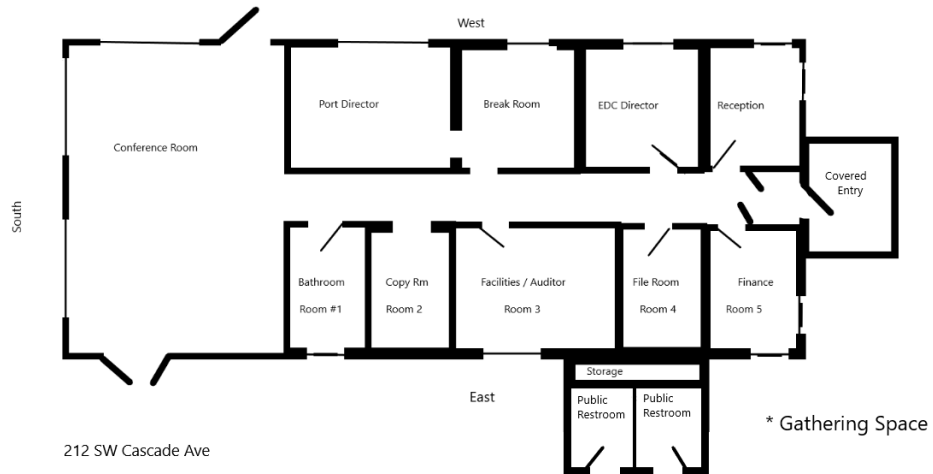 West
Port Director
Break Room
EDC Director
Reception
Conference Room
Covered
Entry
South
Bathroom
Room #1
Copy Rm
Room 2
Facilities / Auditor
Room 3
File Room
Room 4
Finance
Room 5
Storage
East
Public
Restroom
Public
Restroom
* Gathering Space
212 SW Cascade Ave